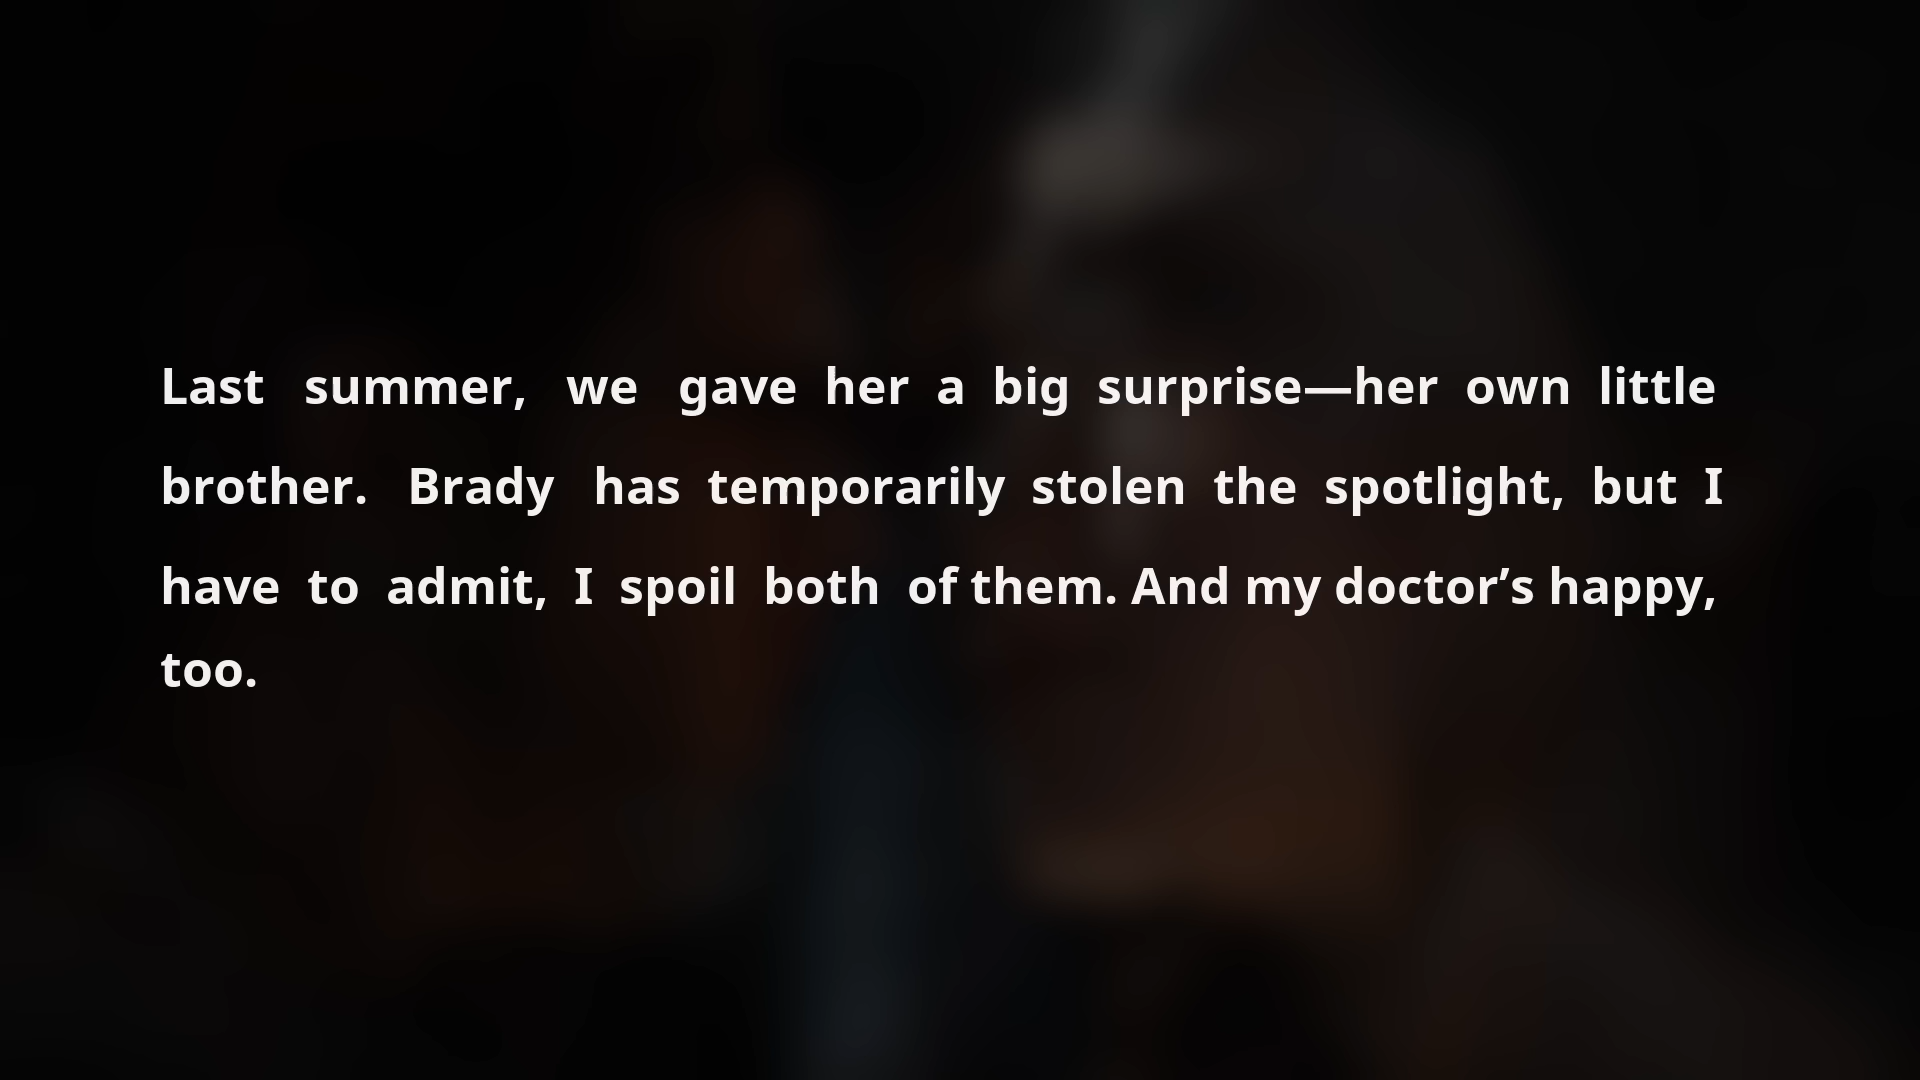 Last summer, we gave her a big surprise—her own little
brother. Brady has temporarily stolen the spotlight, but I
have to admit, I spoil both of them. And my doctor’s happy,
too.